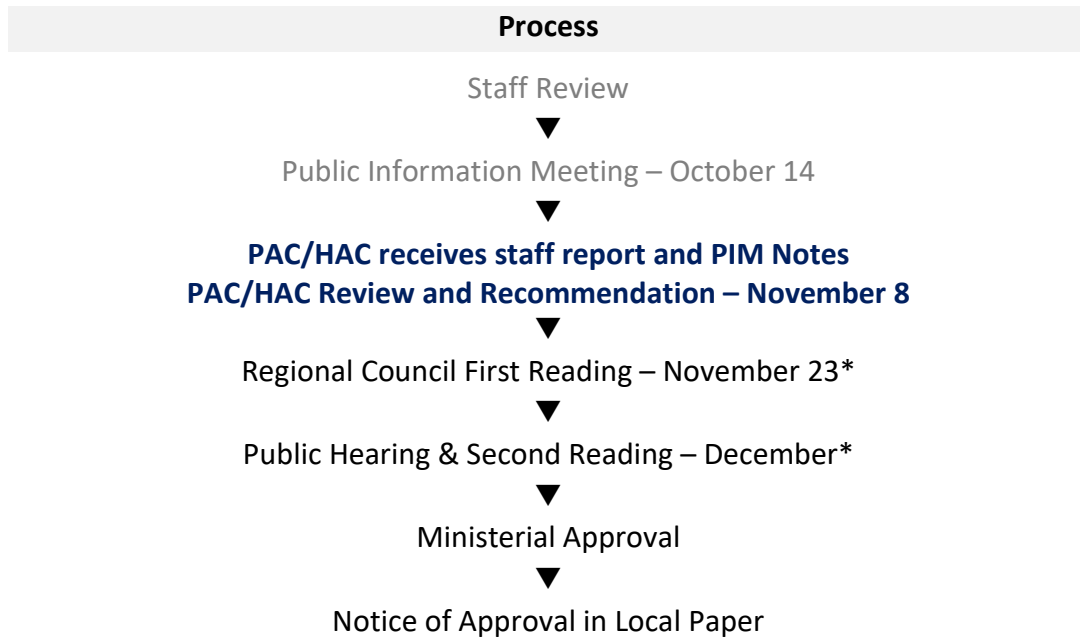 Process
Staff Review
Public Information Meeting – October 14
PAC/HAC receives staff report and PIM Notes
PAC/HAC Review and Recommendation – November 8
Regional Council First Reading – November 23*
Public Hearing & Second Reading – December*
Ministerial Approval
Notice of Approval in Local Paper